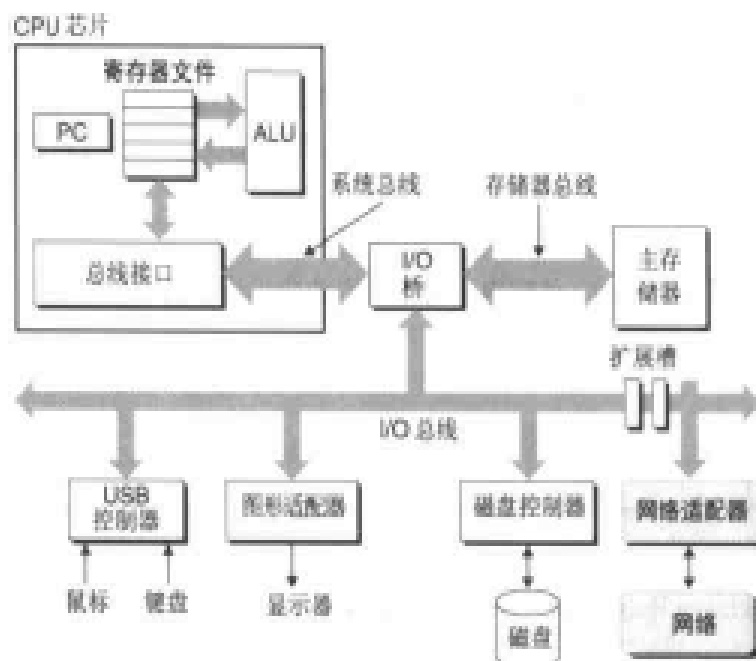 CPU 芯片
寄存器文件
PC
ALU
系统总线
存储器总线
总线接口
I/O
桥
主存
储器
扩展槽
I/O 总线
USB
控制器
图形适配器
磁盘控制器
网络适配器
鼠标
键盘
显示器
磁盘
网络